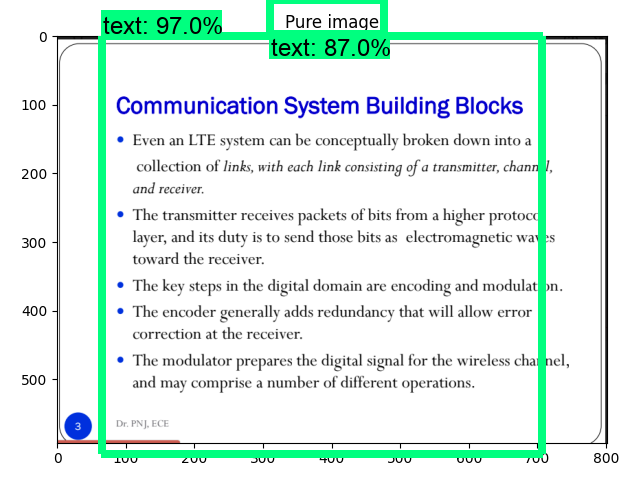 text: 97.0%
Pure image
text: 87.0%
0
100
200
300
400
500
Communication System Building Blocks
• Even an LTE system can be conceptually broken down into a
collection of links, with each link consisting of a transmitter, channel,
and receiver.
• The transmitter receives packets of bits from a higher protocol
layer, and its duty is to send those bits as electromagnetic waves
toward the receiver.
• The key steps in the digital domain are encoding and modulation.
• The encoder generally adds redundancy that will allow error
correction at the receiver.
• The modulator prepares the digital signal for the wireless channel,
and may comprise a number of different operations.
3
Dr. PNJ, ECE
0 100 200 300 400 500 600 700 800